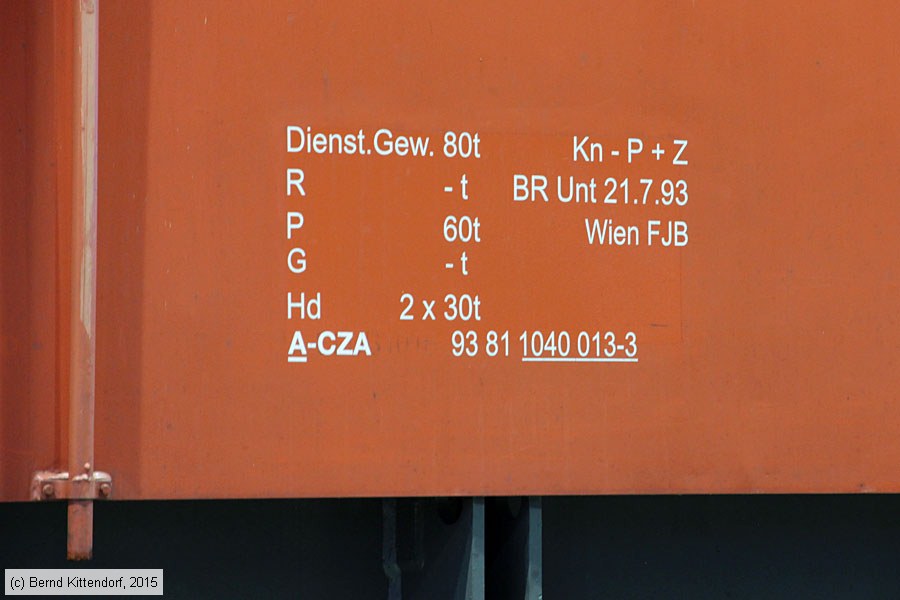 Dienst.Gew. 80t
R - t
P 60t
G - t
Hd 2 x 30t
A-CZA 93 81 1040 013-3
Kn - P + Z
BR Unt 21.7.93
Wien FJB
(c) Bernd Kittendorf, 2015